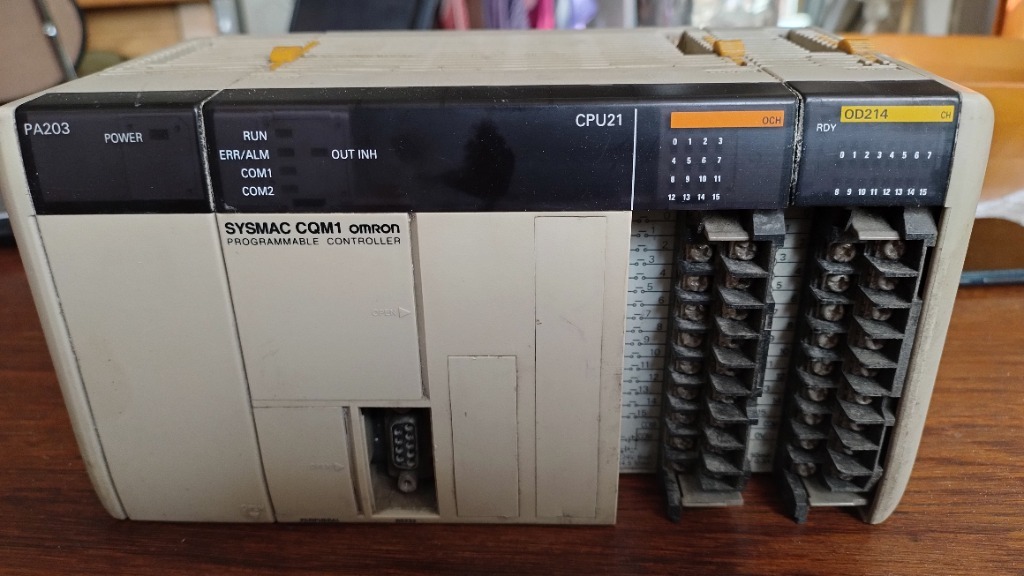 PA203
POWER
RUN
ERR/ALM
OUT INH
COM1
COM2
CPU21
0CH
0 1 2 3
4 5 6 7
8 9 10 11
12 13 14 15
OD214
CH
RDY
0 1 2 3 4 5 6 7
8 9 10 11 12 13 14 15
SYSMAC CQM1 omron
PROGRAMMABLE CONTROLLER
OPEN